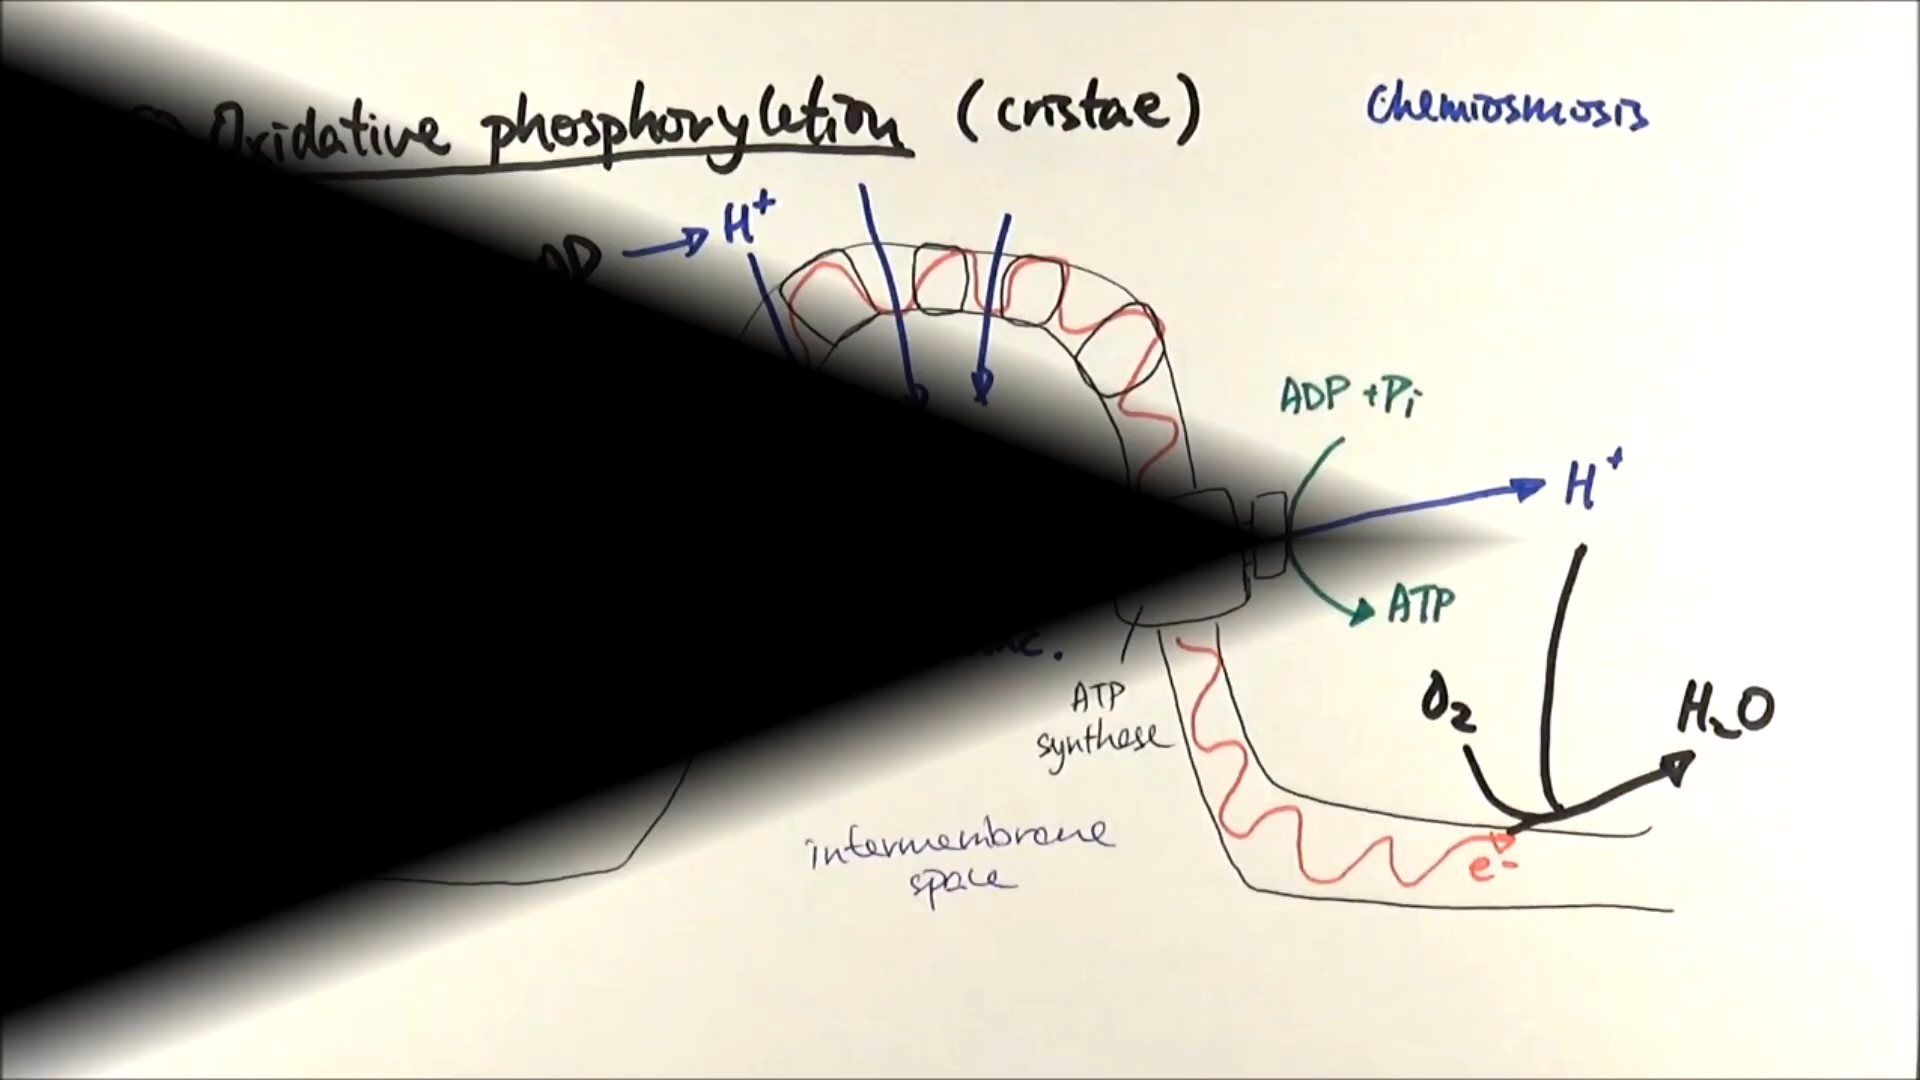 Oxidative phosphorylation (cristae)
Chemiosmosis
H+
ADP + Pi
H+
ATP
ATP
synthase
O2
H2O
intermembrane
space
e-